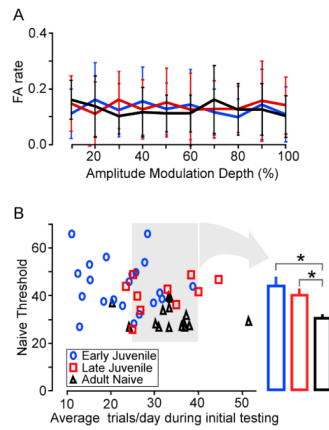 A
FA rate
0.4
0.2
0.0
20 40 60 80 100
Amplitude Modulation Depth (%)
B
Naive Threshold
80
60
40
20
0
Early Juvenile
Late Juvenile
Adult Naive
* 
*
10 20 30 40 50
Average trials/day during initial testing